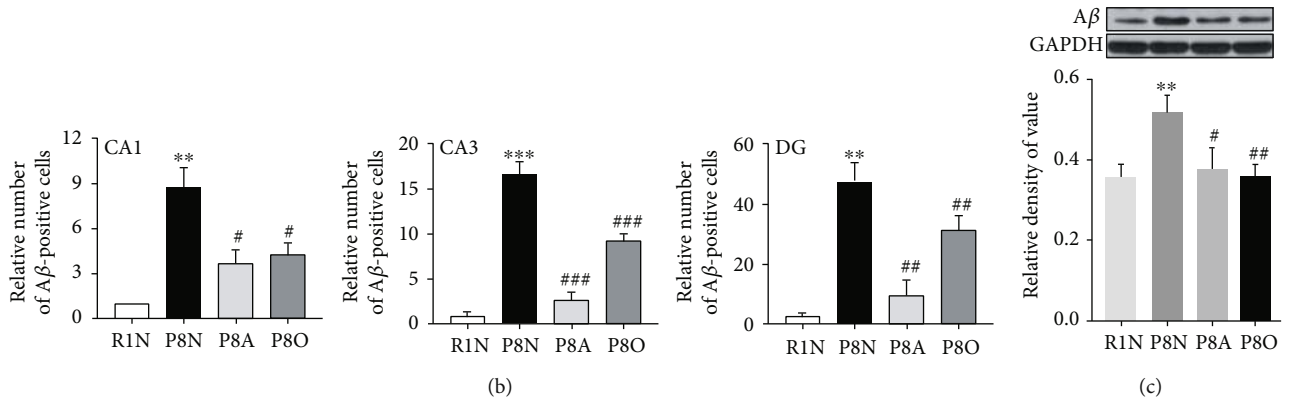 CA1
Relative number
of Aβ-positive cells
12
9
6
3
0
**
#
#
R1N P8N P8A P8O
CA3
Relative number
of Aβ-positive cells
20
15
10
5
0
***
###
###
R1N P8N P8A P8O
(b)
DG
Relative number
of Aβ-positive cells
60
40
20
0
**
##
##
R1N P8N P8A P8O
Aβ
GAPDH
Relative density of value
0.6
0.4
0.2
0.0
**
#
##
R1N P8N P8A P8O
(c)